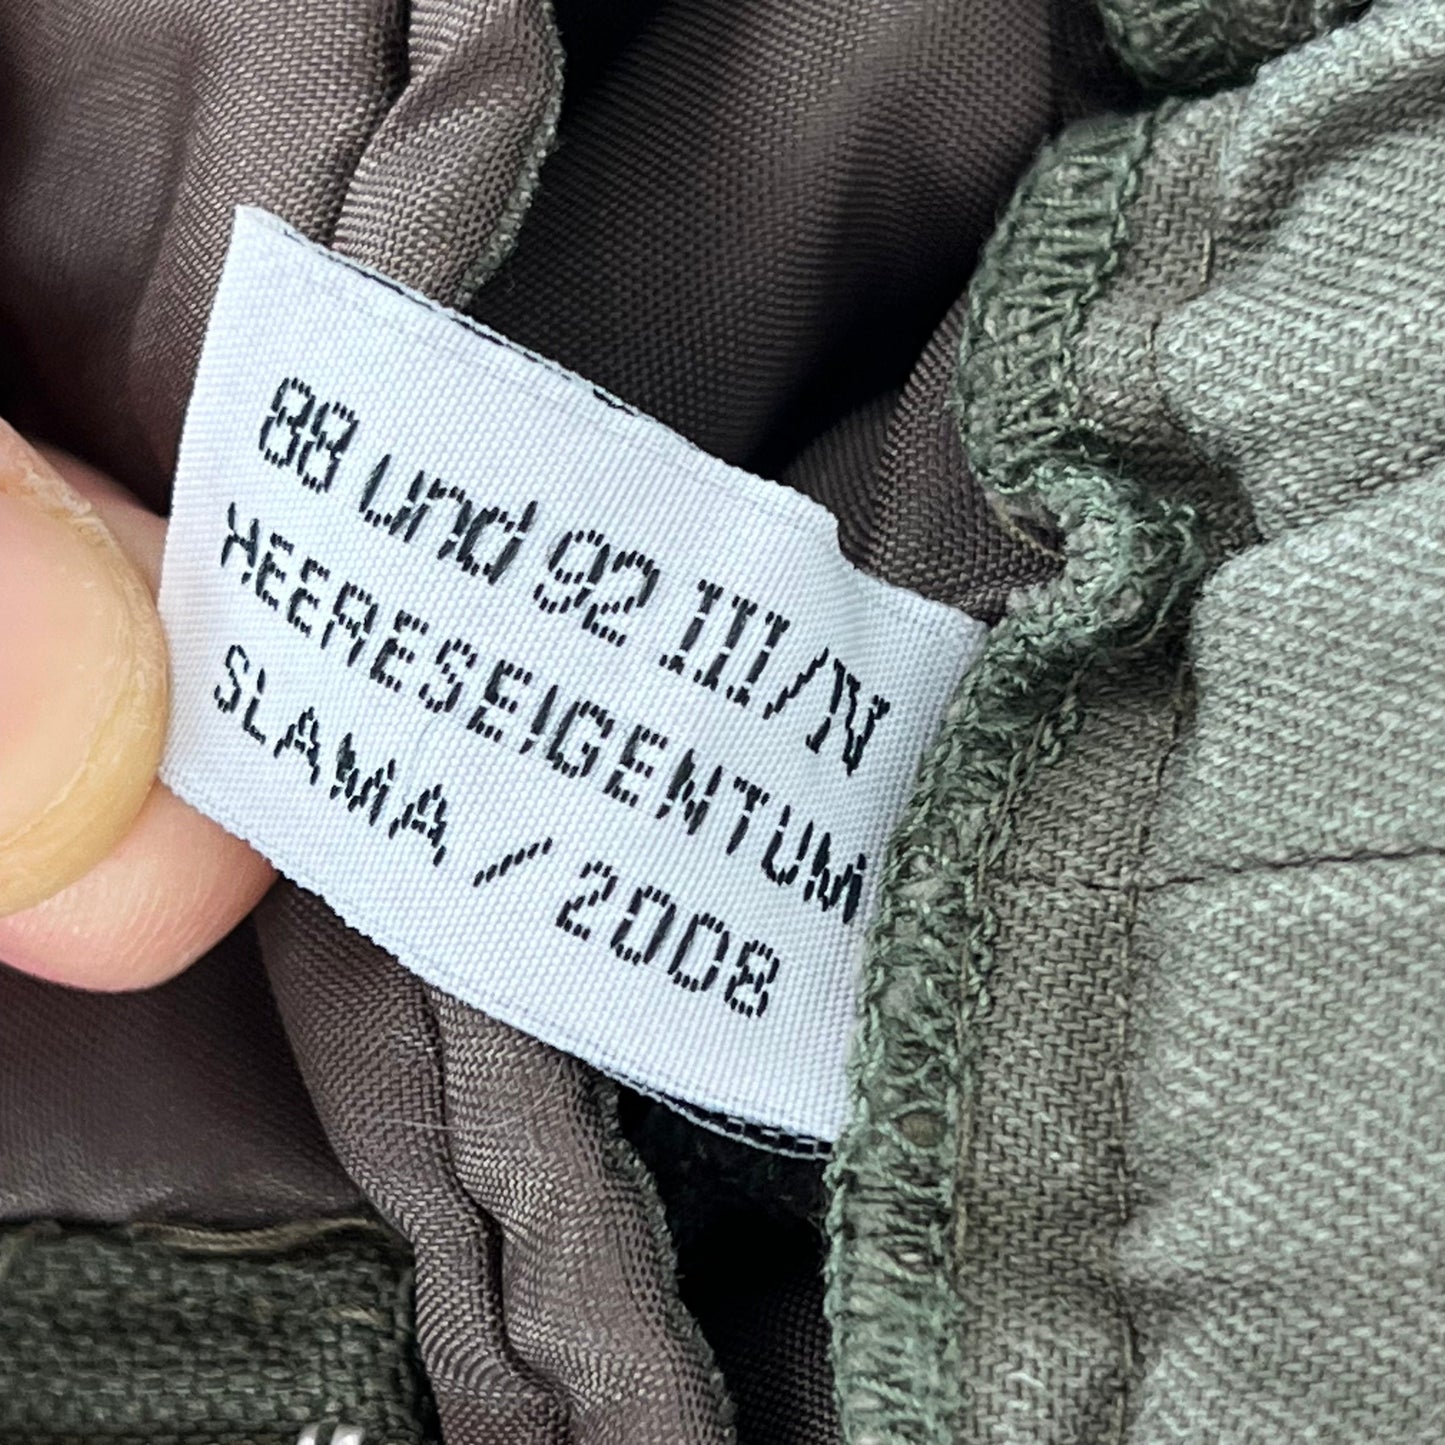 88 und 92 III/N
HEERESEIGENTUM
SLAMA / 2008